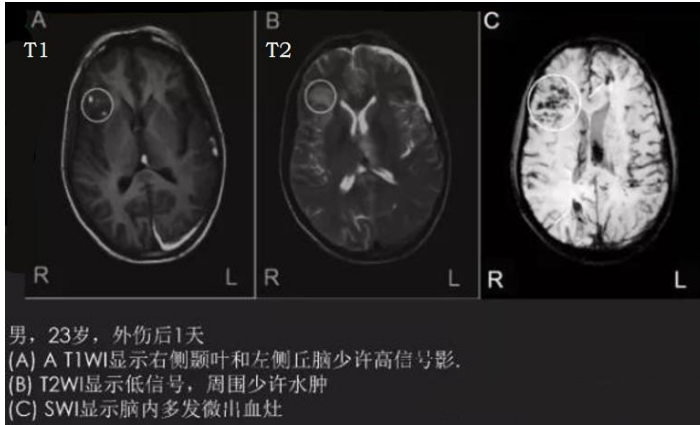 A
B
C
T1
T2
R
L
R
L
R
L
男，23岁，外伤后1天
(A) A T1WI显示右侧颞叶和左侧丘脑少许高信号影.
(B) T2WI显示低信号，周围少许水肿
(C) SWI显示脑内多发微出血灶